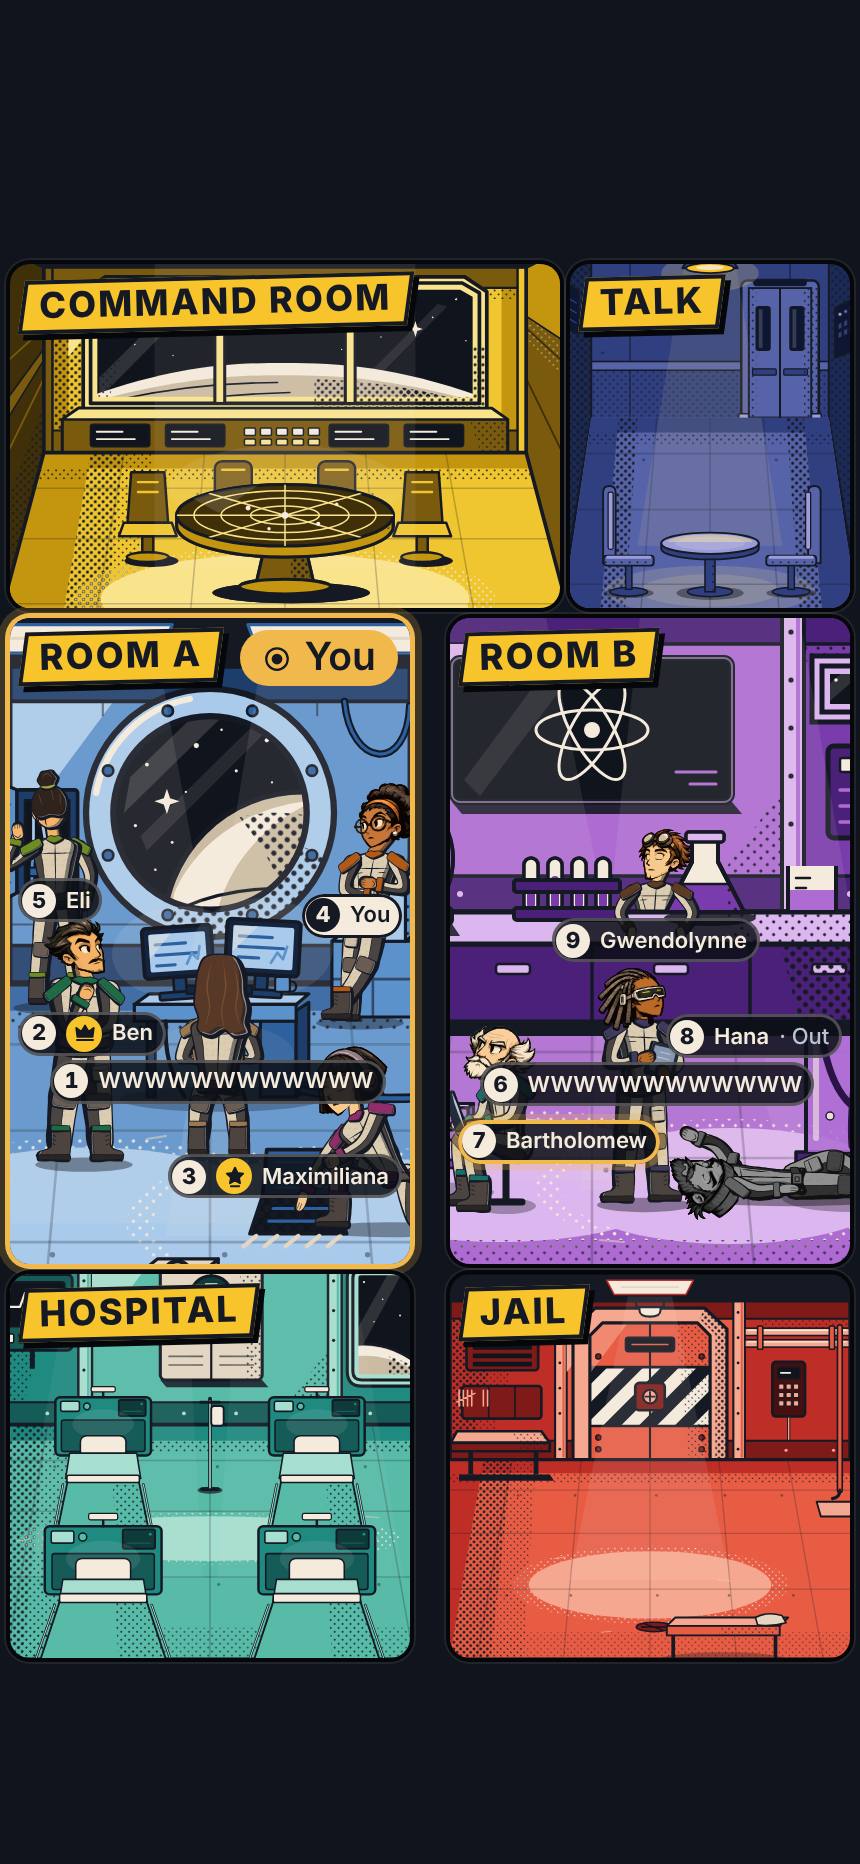 COMMAND ROOM
TALK
ROOM A
You
5 Eli
4 You
2 Ben
1 WWWWWWWWWWWW
3 Maximiliana
ROOM B
9 Gwendolynne
8 Hana · Out
6 WWWWWWWWWWWW
7 Bartholomew
HOSPITAL
JAIL